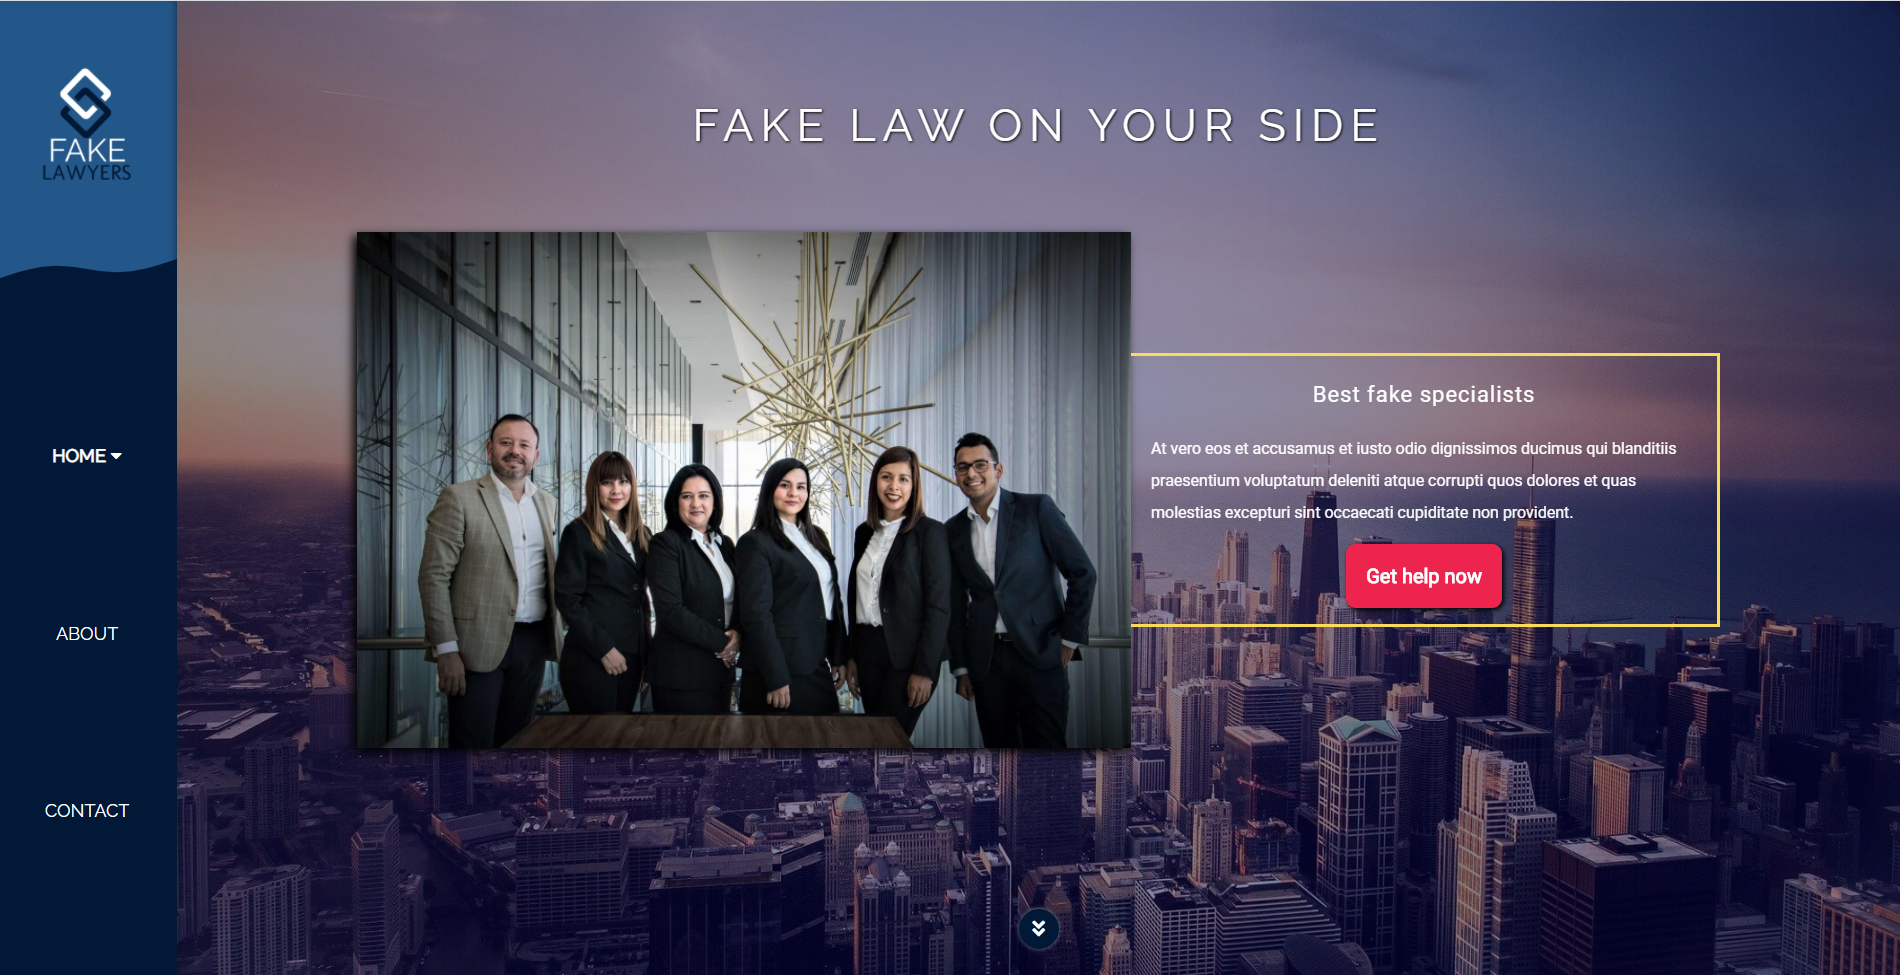 FAKE
LAWYERS
HOME
ABOUT
CONTACT
FAKE LAW ON YOUR SIDE
Best fake specialists
At vero eos et accusamus et iusto odio dignissimos ducimus qui blanditiis
praesentium voluptatum deleniti atque corrupti quos dolores et quas
molestias excepturi sint occaecati cupiditate non provident.
Get help now